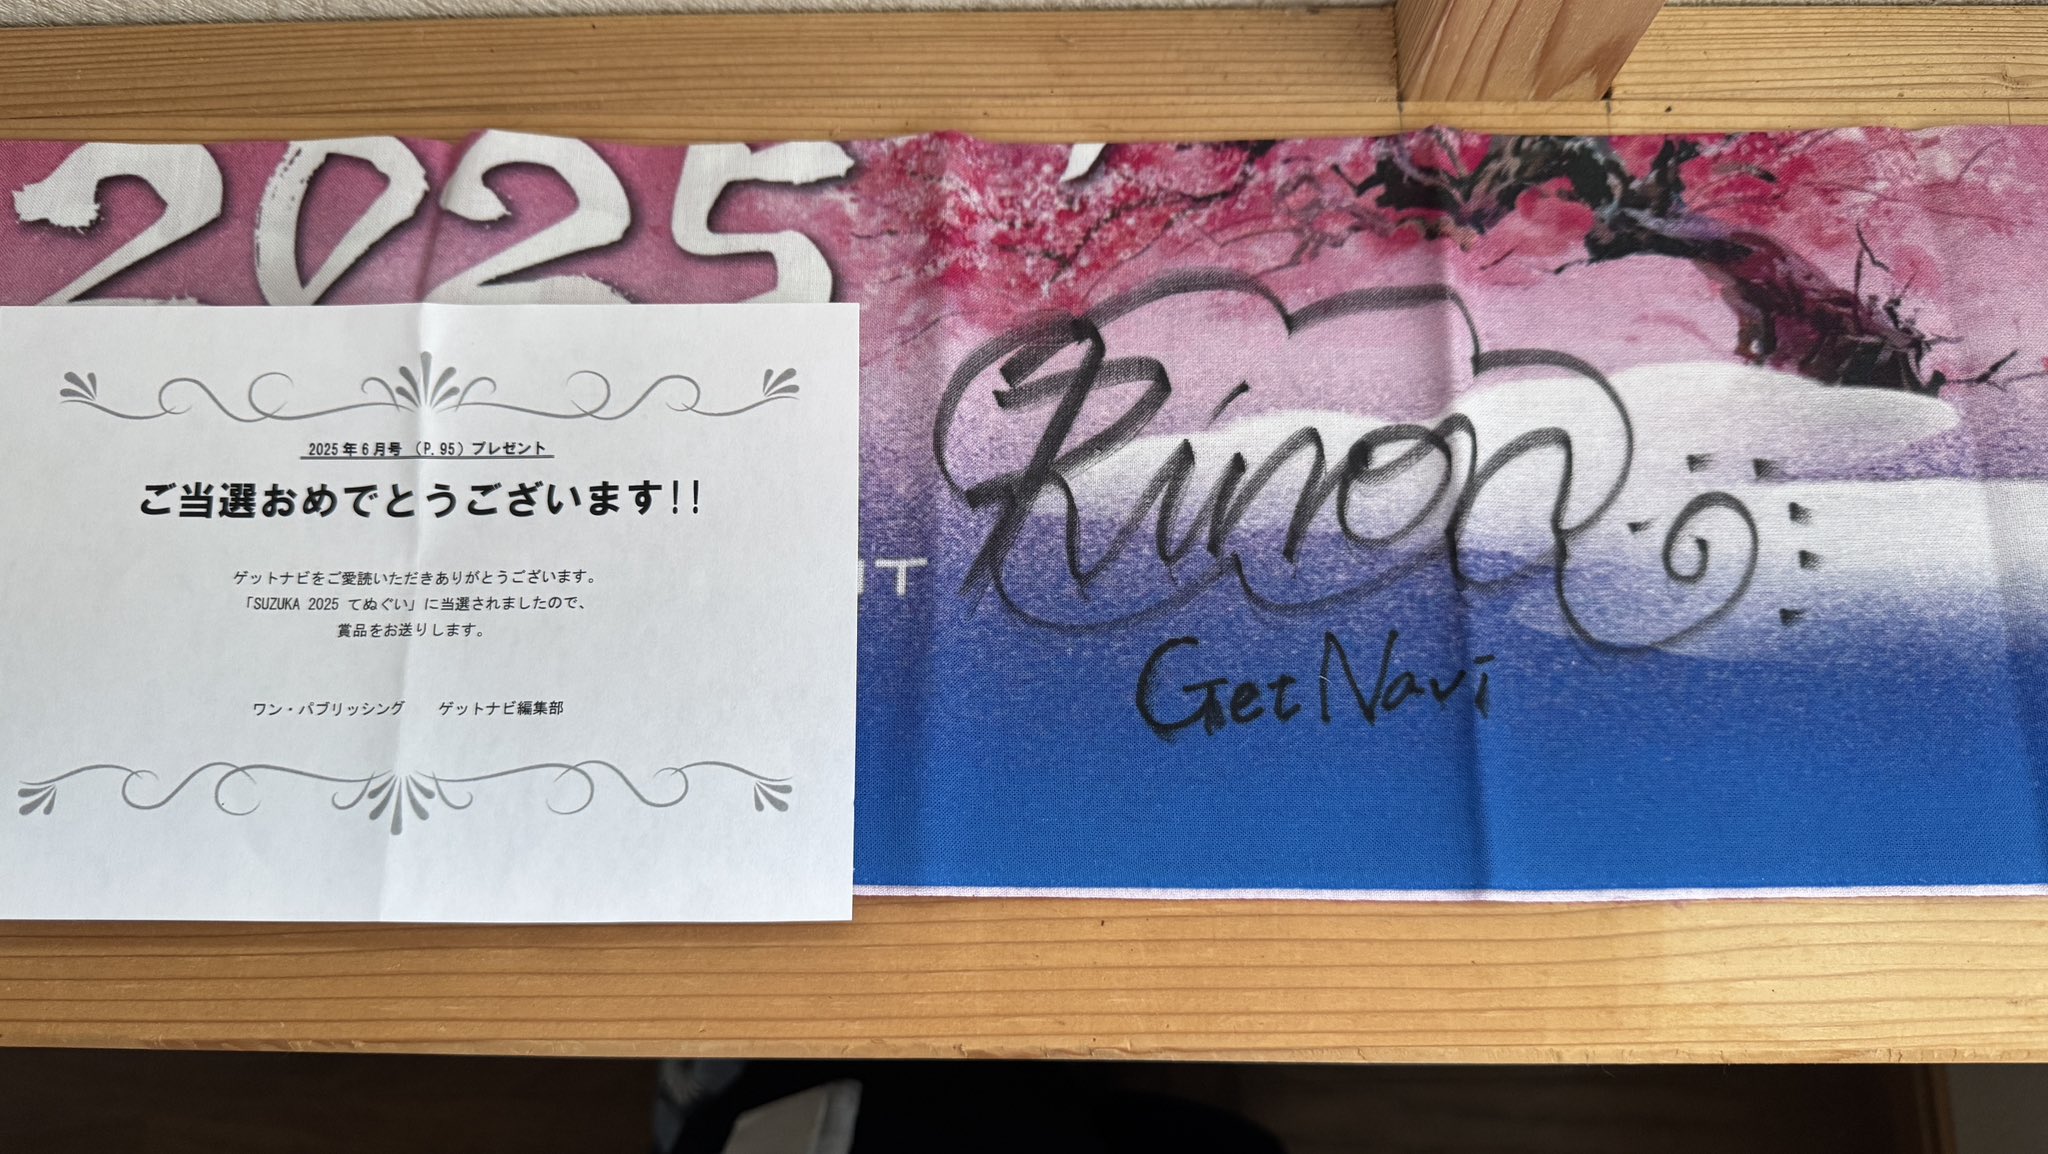 2025
2025年6月号 (P.95) プレゼント
ご当選おめでとうございます!!
ゲットナビをご愛読いただきありがとうございます。
「SUZUKA 2025 てぬぐい」に当選されましたので、
賞品をお送りします。
ワン・パブリッシング ゲットナビ編集部
Rinon
GetNavi